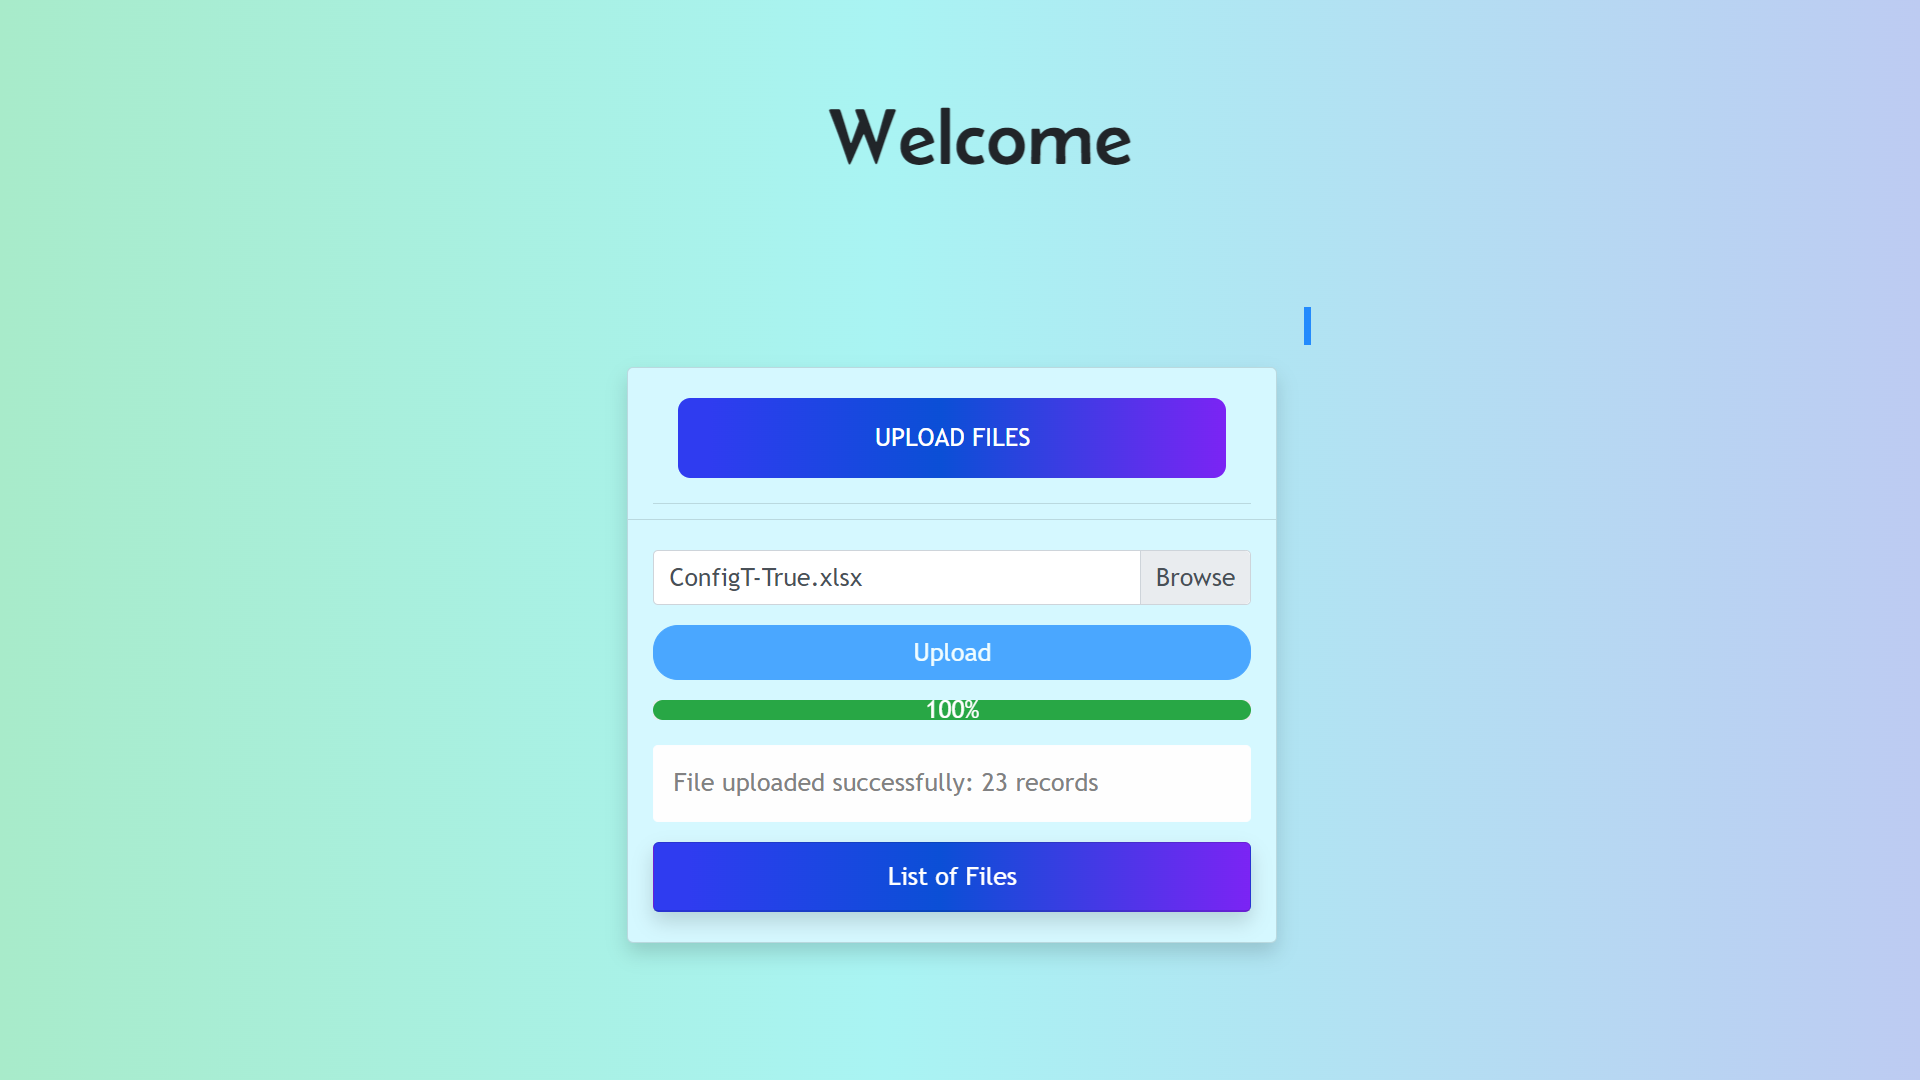 Welcome
UPLOAD FILES
ConfigT-True.xlsx Browse
Upload
100%
File uploaded successfully: 23 records
List of Files